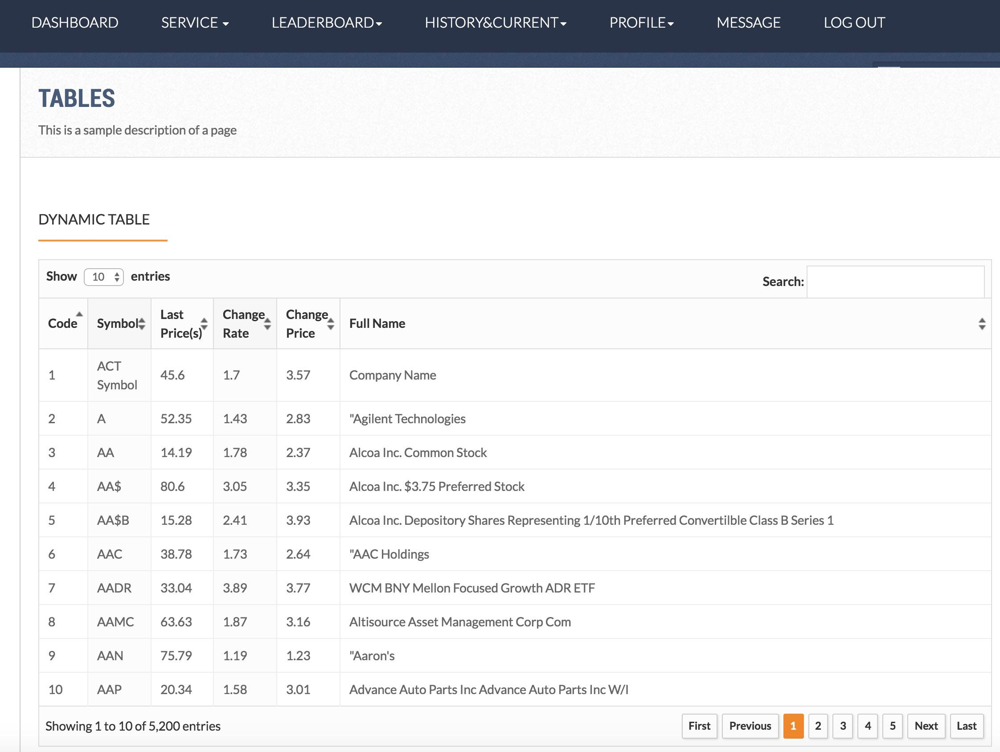 DASHBOARD SERVICE LEADERBOARD HISTORY&CURRENT PROFILE MESSAGE LOG OUT
TABLES
This is a sample description of a page
DYNAMIC TABLE
Show 10 entries Search:
Code Symbol Last Price(s) Change Rate Change Price Full Name
1 ACT Symbol 45.6 1.7 3.57 Company Name
2 A 52.35 1.43 2.83 "Agilent Technologies
3 AA 14.19 1.78 2.37 Alcoa Inc. Common Stock
4 AA$ 80.6 3.05 3.35 Alcoa Inc. $3.75 Preferred Stock
5 AA$B 15.28 2.41 3.93 Alcoa Inc. Depository Shares Representing 1/10th Preferred Convertilble Class B Series 1
6 AAC 38.78 1.73 2.64 "AAC Holdings
7 AADR 33.04 3.89 3.77 WCM BNY Mellon Focused Growth ADR ETF
8 AAMC 63.63 1.87 3.16 Altisource Asset Management Corp Com
9 AAN 75.79 1.19 1.23 "Aaron's
10 AAP 20.34 1.58 3.01 Advance Auto Parts Inc Advance Auto Parts Inc W/I
Showing 1 to 10 of 5,200 entries First Previous 1 2 3 4 5 Next Last